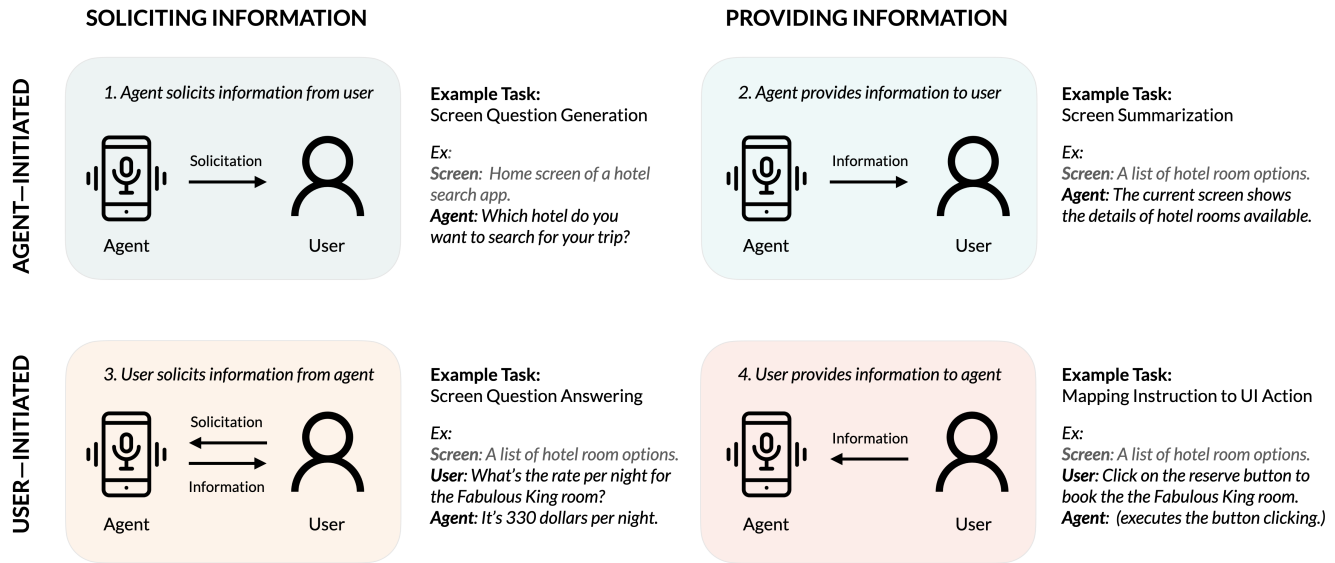 SOLICITING INFORMATION
PROVIDING INFORMATION
AGENT—INITIATED
1. Agent solicits information from user
Solicitation
Agent
User
Example Task:
Screen Question Generation
Ex:
Screen: Home screen of a hotel
search app.
Agent: Which hotel do you
want to search for your trip?
2. Agent provides information to user
Information
Agent
User
Example Task:
Screen Summarization
Ex:
Screen: A list of hotel room options.
Agent: The current screen shows
the details of hotel rooms available.
USER—INITIATED
3. User solicits information from agent
Solicitation
Information
Agent
User
Example Task:
Screen Question Answering
Ex:
Screen: A list of hotel room options.
User: What's the rate per night for
the Fabulous King room?
Agent: It's 330 dollars per night.
4. User provides information to agent
Information
Agent
User
Example Task:
Mapping Instruction to UI Action
Ex:
Screen: A list of hotel room options.
User: Click on the reserve button to
book the the Fabulous King room.
Agent: (executes the button clicking.)